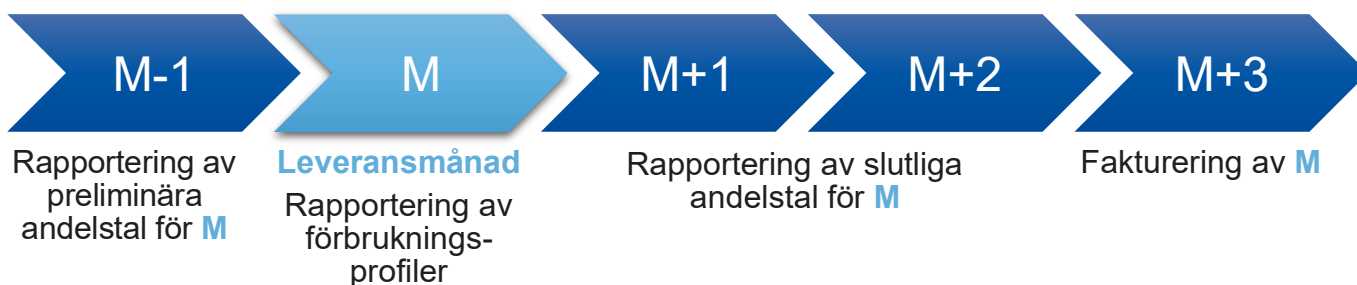 M-1
M
M+1
M+2
M+3
Rapportering av
preliminära
andelstal för M
Leveransmånad
Rapportering av
förbruknings-
profiler
Rapportering av slutliga
andelstal för M
Fakturering av M